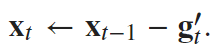 𝐱ₜ ← 𝐱ₜ₋₁ − 𝐠′ₜ.